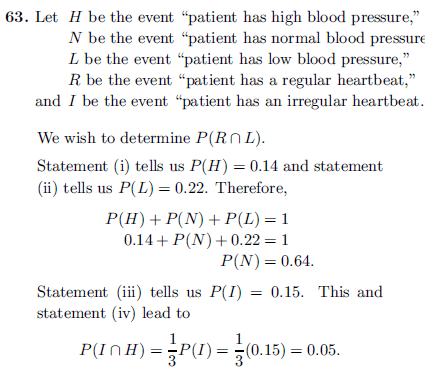 63. Let H be the event “patient has high blood pressure,”
N be the event “patient has normal blood pressure
L be the event “patient has low blood pressure,”
R be the event “patient has a regular heartbeat,”
and I be the event “patient has an irregular heartbeat.
We wish to determine P(R ∩ L).
Statement (i) tells us P(H) = 0.14 and statement
(ii) tells us P(L) = 0.22. Therefore,
P(H) + P(N) + P(L) = 1
0.14 + P(N) + 0.22 = 1
P(N) = 0.64.
Statement (iii) tells us P(I) = 0.15. This and
statement (iv) lead to
P(I ∩ H) = 1/3 P(I) = 1/3 (0.15) = 0.05.